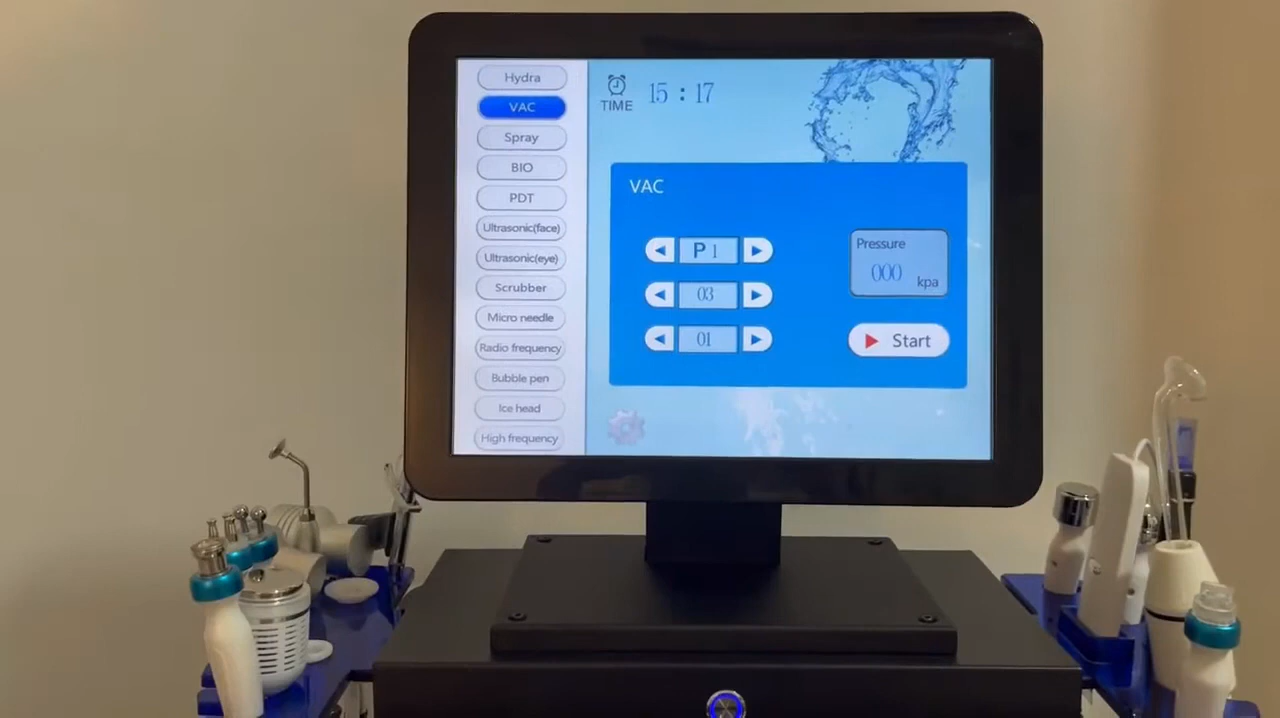 Hydra
VAC
Spray
BIO
PDT
Ultrasonic(face)
Ultrasonic(eye)
Scrubber
Micro needle
Radio frequency
Bubble pen
Ice head
High frequency
TIME 15 : 17
VAC
P 1
03
01
Pressure
000 kpa
Start